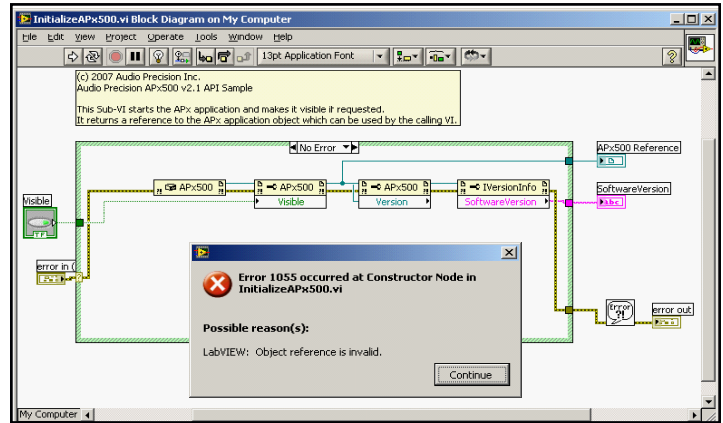 InitializeAPx500.vi Block Diagram on My Computer
File Edit View Project Operate Tools Window Help
13pt Application Font
(c) 2007 Audio Precision Inc.
Audio Precision APx500 v2.1 API Sample
This Sub-VI starts the APx application and makes it visible if requested.
It returns a reference to the APx application object which can be used by the calling VI.
No Error
APx500 Reference
APx500
APx500
APx500
IVersionInfo
SoftwareVersion
Visible
Visible
Version
SoftwareVersion
abc
TF
error in (
Error 1055 occurred at Constructor Node in
InitializeAPx500.vi
Possible reason(s):
LabVIEW: Object reference is invalid.
Continue
Error
?!
error out
My Computer